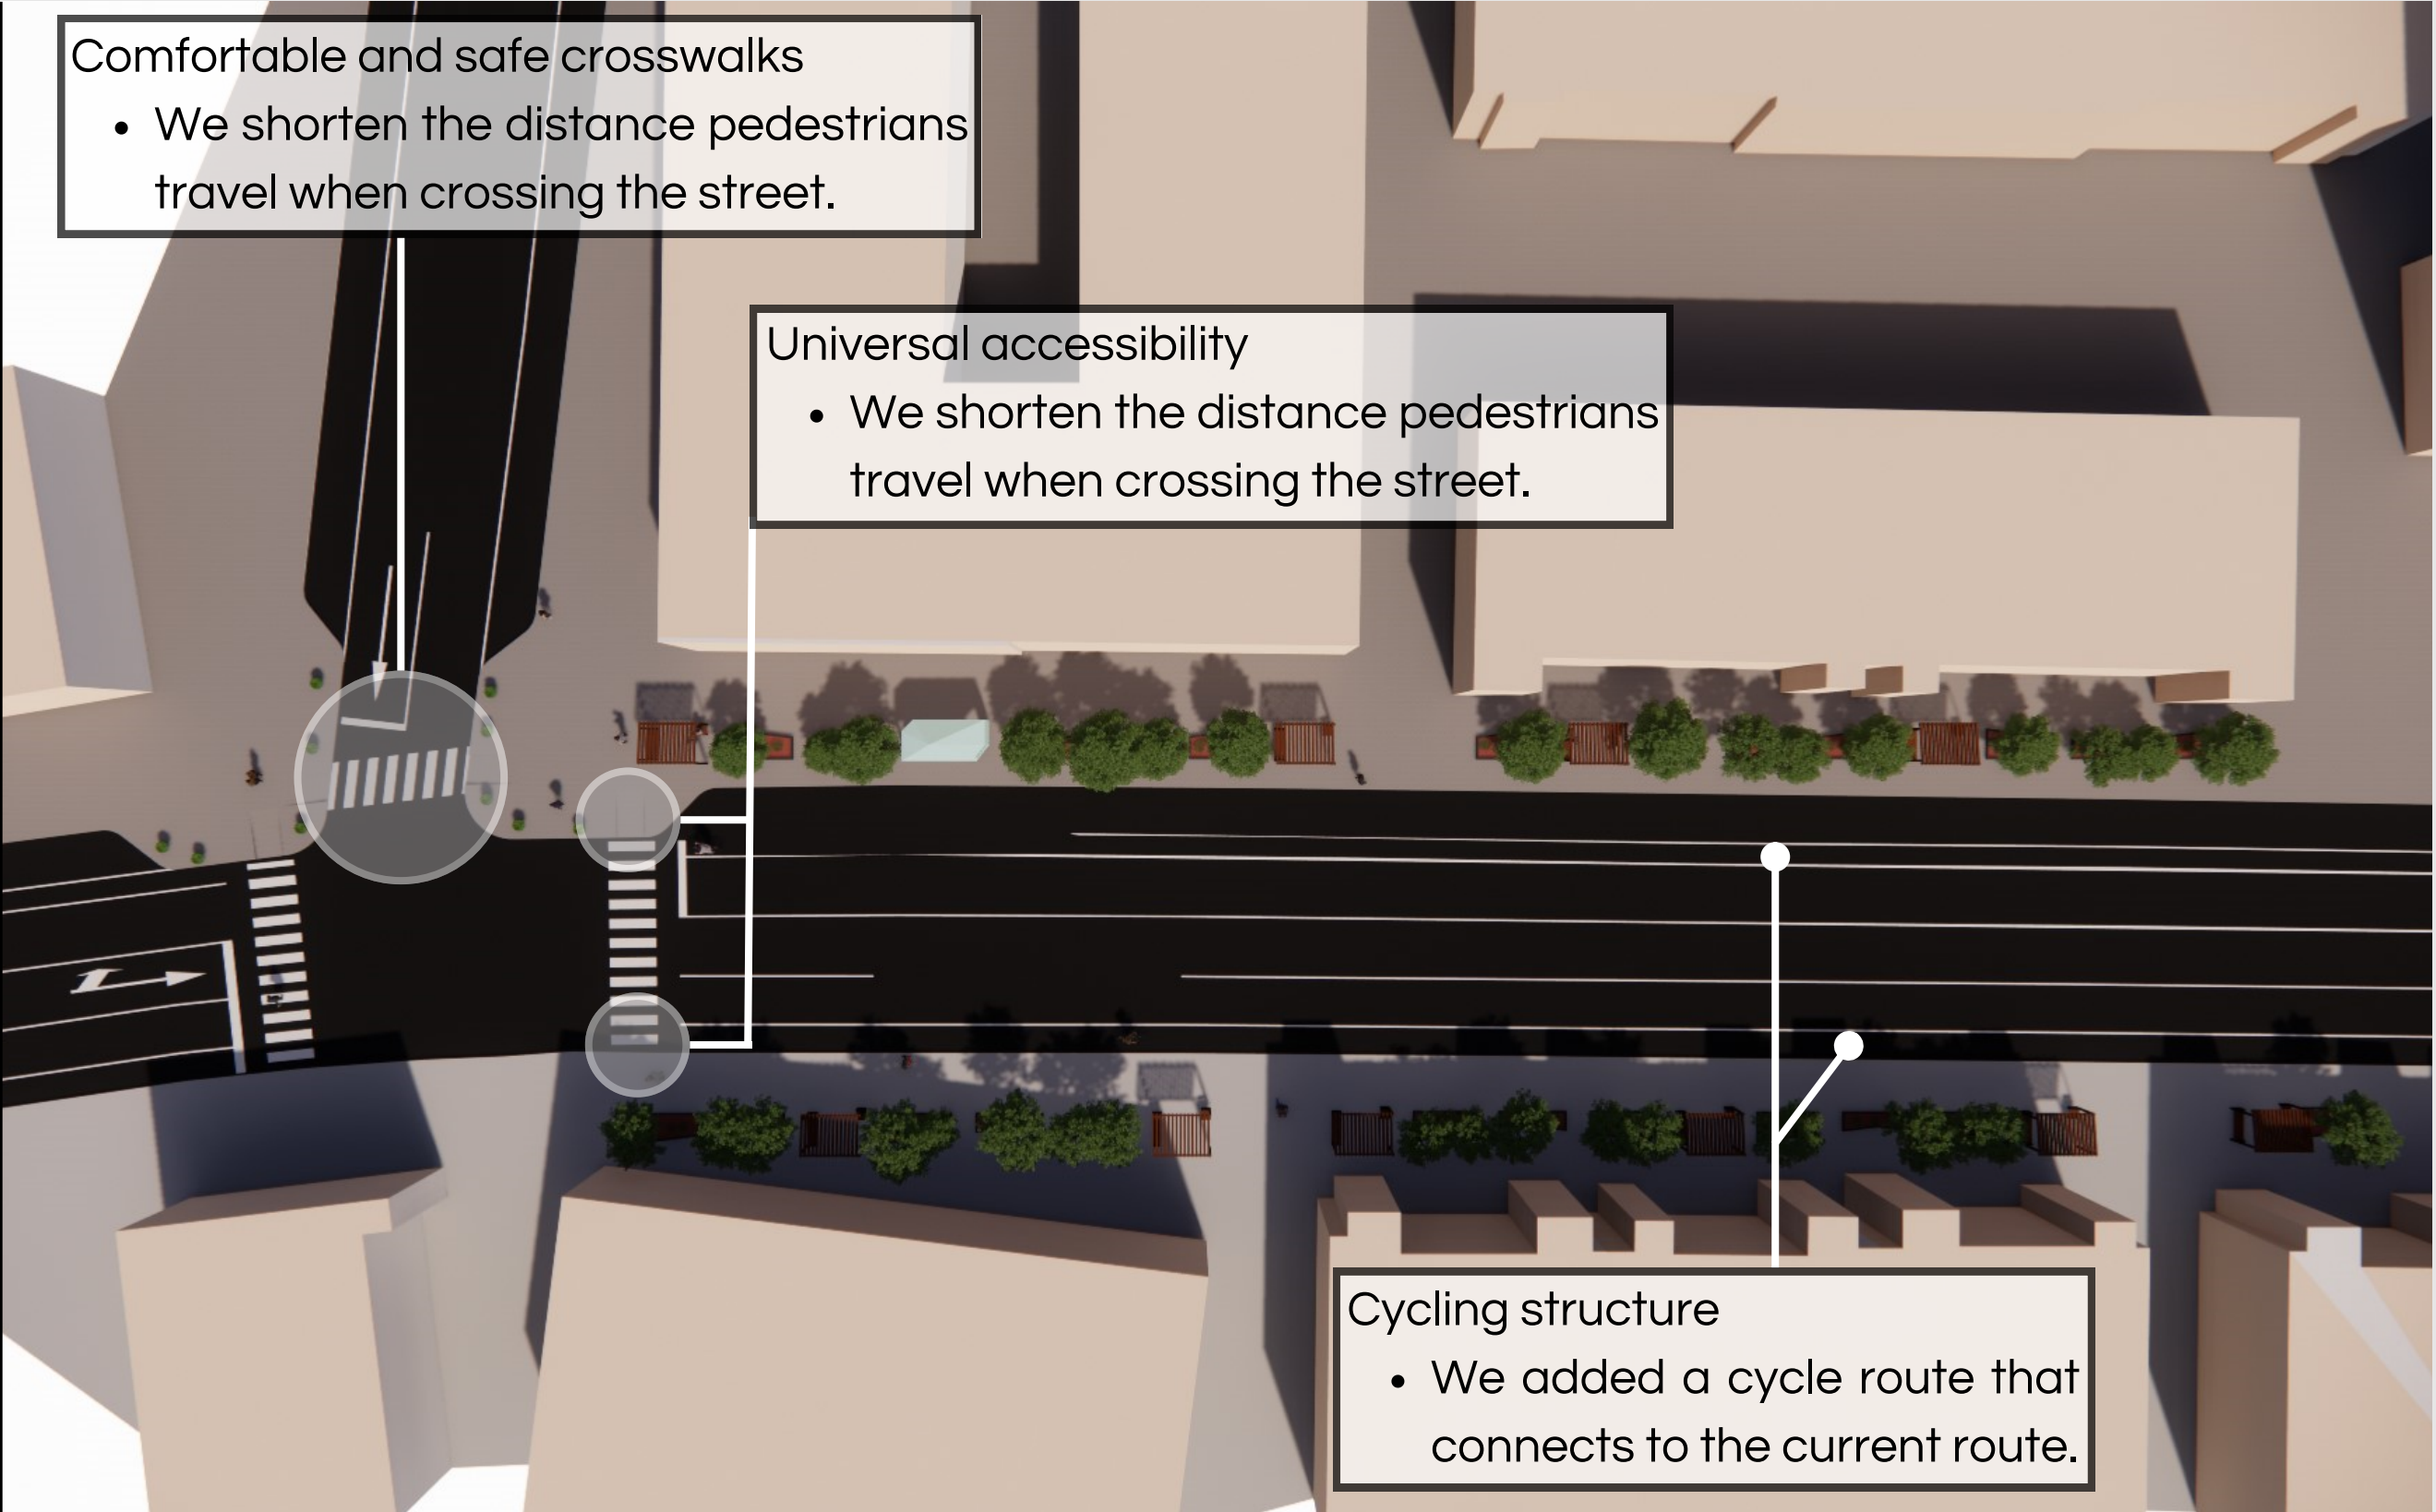 Comfortable and safe crosswalks
• We shorten the distance pedestrians
travel when crossing the street.
Universal accessibility
• We shorten the distance pedestrians
travel when crossing the street.
Cycling structure
• We added a cycle route that
connects to the current route.